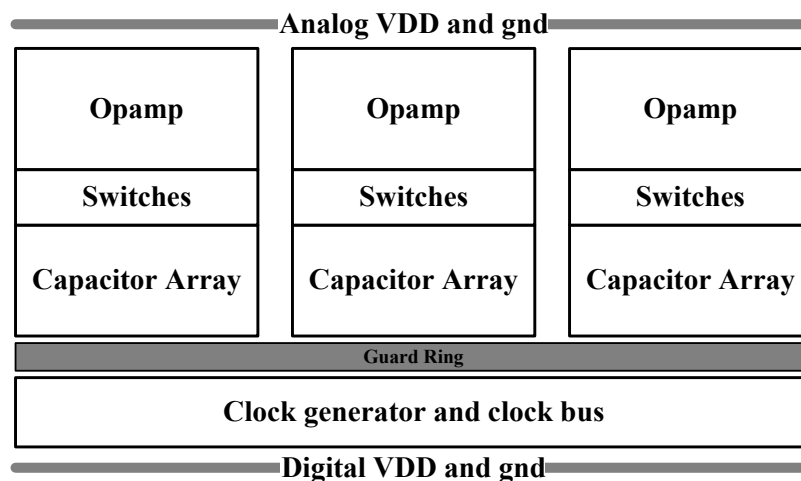 Analog VDD and gnd
Opamp Opamp Opamp
Switches Switches Switches
Capacitor Array Capacitor Array Capacitor Array
Guard Ring
Clock generator and clock bus
Digital VDD and gnd